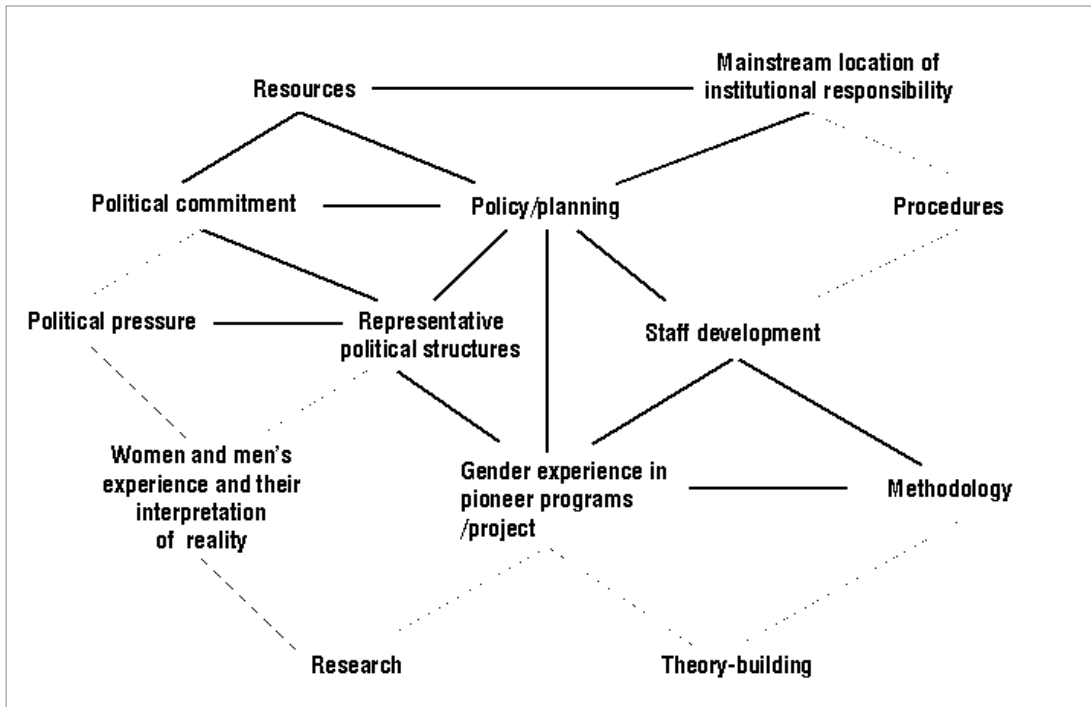 Mainstream location of
institutional responsibility
Resources
Political commitment
Policy/planning
Procedures
Political pressure
Representative
political structures
Staff development
Women and men’s
experience and their
interpretation
of reality
Gender experience in
pioneer programs
/project
Methodology
Research
Theory-building